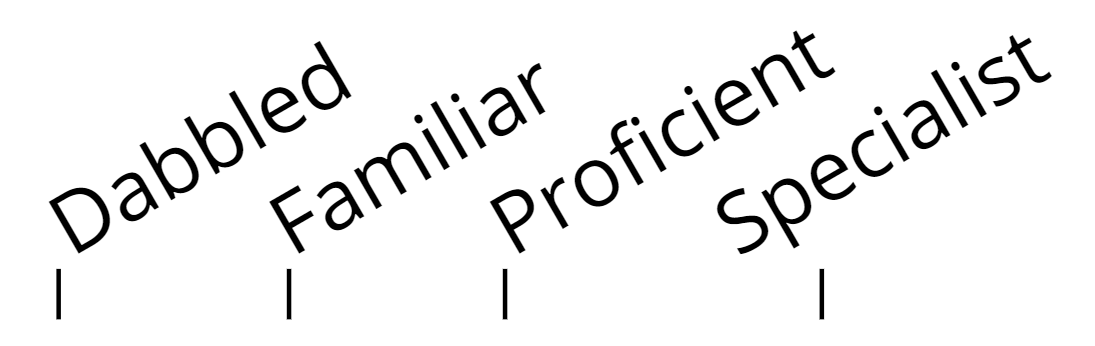 Dabbled
Familiar
Proficient
Specialist